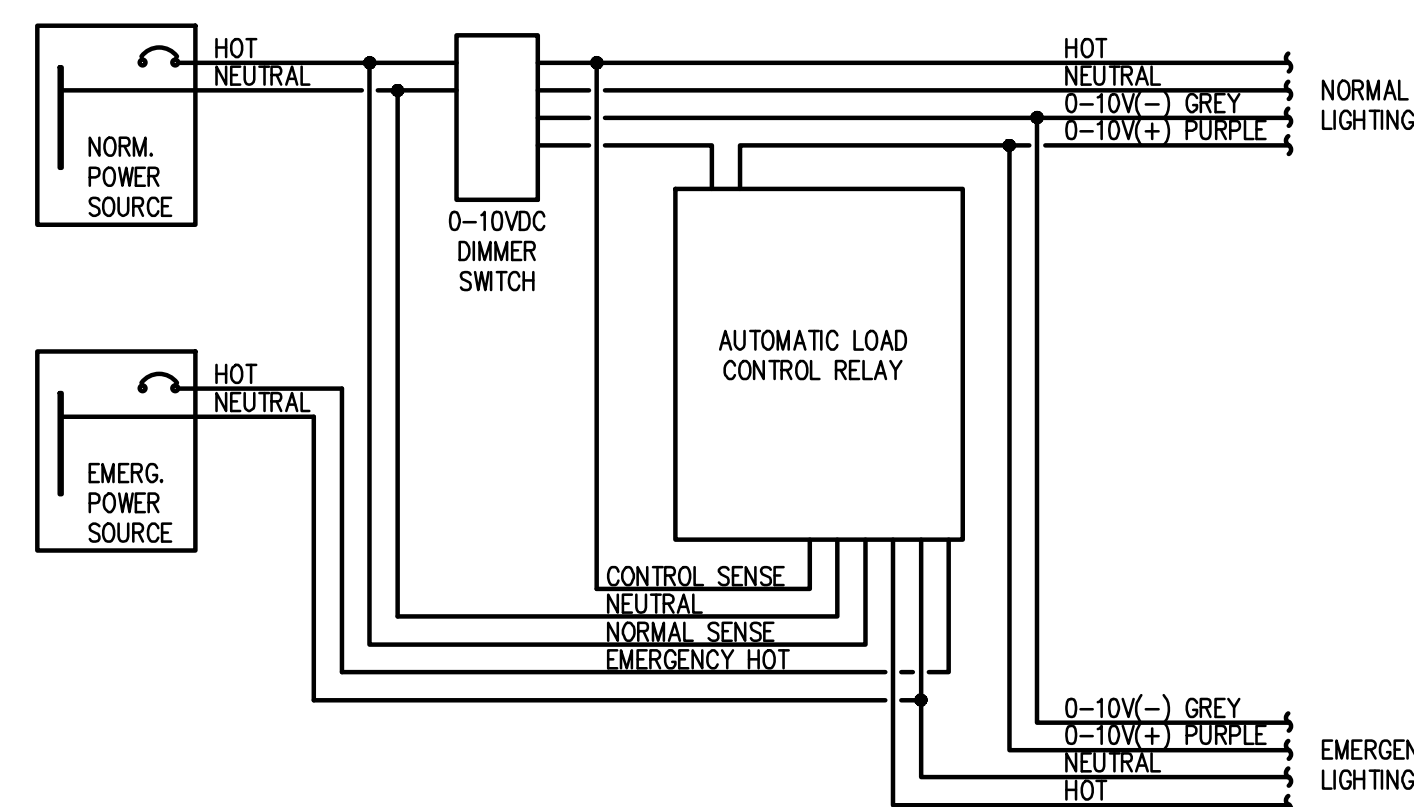 HOT
NEUTRAL
NORM.
POWER
SOURCE
0-10VDC
DIMMER
SWITCH
HOT
NEUTRAL
0-10V(-) GREY
0-10V(+) PURPLE
NORMAL
LIGHTING
AUTOMATIC LOAD
CONTROL RELAY
HOT
NEUTRAL
EMERG.
POWER
SOURCE
CONTROL SENSE
NEUTRAL
NORMAL SENSE
EMERGENCY HOT
0-10V(-) GREY
0-10V(+) PURPLE
NEUTRAL
HOT
EMERGEN
LIGHTING